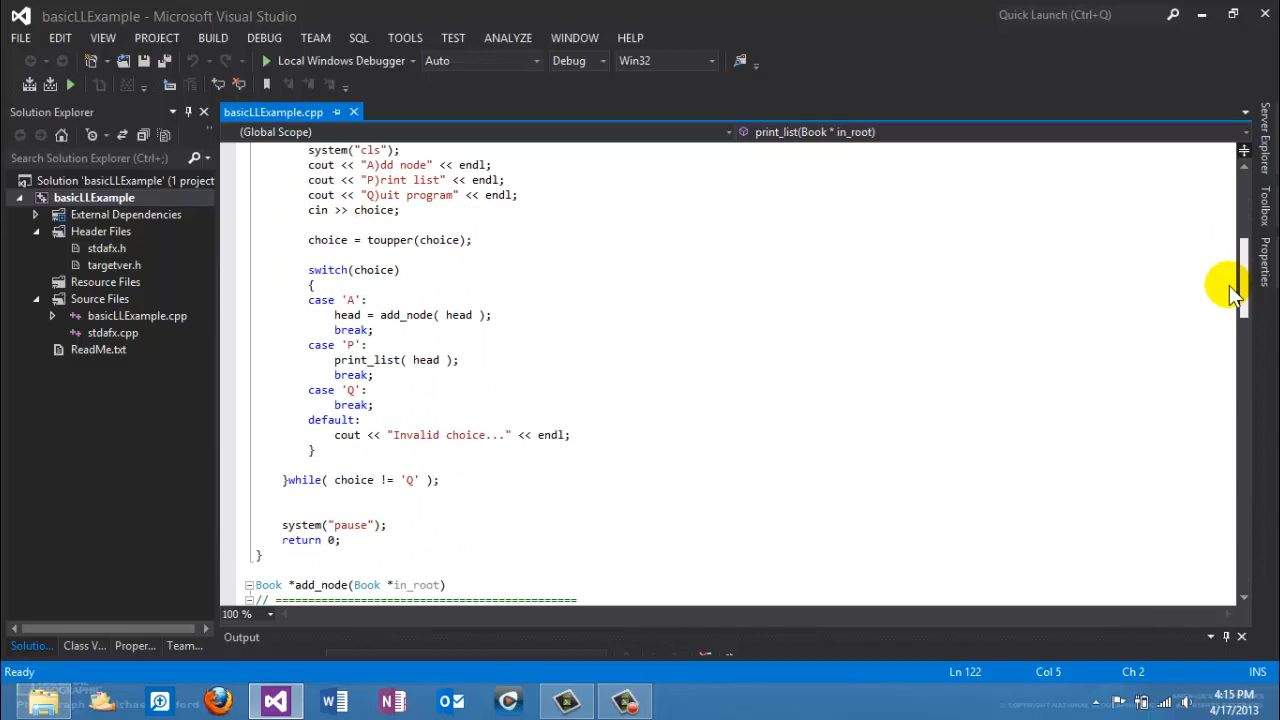 basicLLExample - Microsoft Visual Studio
Quick Launch (Ctrl+Q)
FILE EDIT VIEW PROJECT BUILD DEBUG TEAM SQL TOOLS TEST ANALYZE WINDOW HELP
Local Windows Debugger Auto Debug Win32
Solution Explorer
basicLLExample.cpp
(Global Scope)
print_list(Book * in_root)
Search Solution Explorer (Ctrl+;)
Solution 'basicLLExample' (1 project
basicLLExample
External Dependencies
Header Files
stdafx.h
targetver.h
Resource Files
Source Files
basicLLExample.cpp
stdafx.cpp
ReadMe.txt
system("cls");
cout << "A)dd node" << endl;
cout << "P)rint list" << endl;
cout << "Q)uit program" << endl;
cin >> choice;
choice = toupper(choice);
switch(choice)
{
case 'A':
head = add_node( head );
break;
case 'P':
print_list( head );
break;
case 'Q':
break;
default:
cout << "Invalid choice..." << endl;
}
}while( choice != 'Q' );
system("pause");
return 0;
}
Book *add_node(Book *in_root)
// ==============================================
100 %
Server Explorer
Toolbox
Properties
Output
Solutio... Class V... Proper... Team...
Ready
Ln 122 Col 5 Ch 2 INS
4:15 PM
4/17/2013